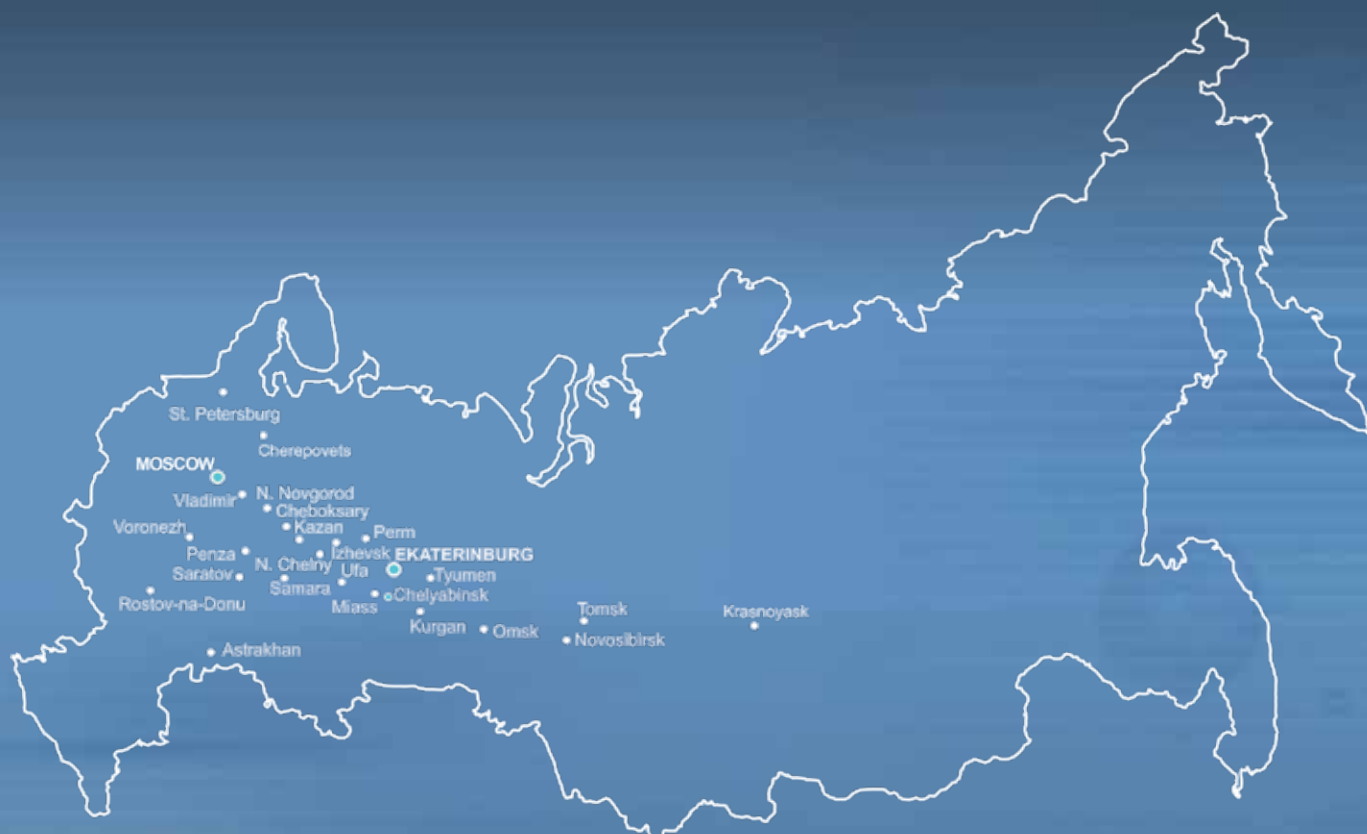 St. Petersburg
Cherepovets
MOSCOW
Vladimir
N. Novgorod
Cheboksary
Voronezh
Kazan
Perm
Penza
N. Chelny
Izhevsk
EKATERINBURG
Saratov
Samara
Ufa
Tyumen
Rostov-na-Donu
Miass
Chelyabinsk
Kurgan
Omsk
Tomsk
Novosibirsk
Krasnoyask
Astrakhan